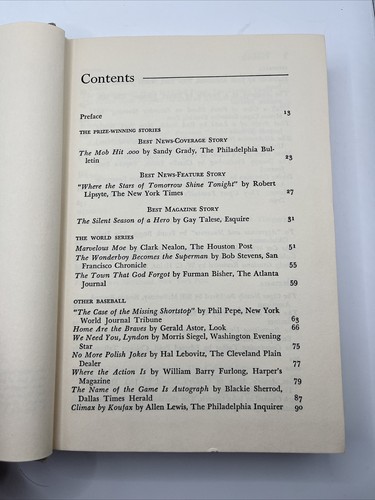 Contents
Preface 13
THE PRIZE-WINNING STORIES
BEST NEWS-COVERAGE STORY
The Mob Hit .000 by Sandy Grady, The Philadelphia Bul-
letin 23
BEST NEWS-FEATURE STORY
"Where the Stars of Tomorrow Shine Tonight" by Robert
Lipsyte, The New York Times 27
BEST MAGAZINE STORY
The Silent Season of a Hero by Gay Talese, Esquire 31
THE WORLD SERIES
Marvelous Moe by Clark Nealon, The Houston Post 51
The Wonderboy Becomes the Superman by Bob Stevens, San
Francisco Chronicle 55
The Town That God Forgot by Furman Bisher, The Atlanta
Journal 59
OTHER BASEBALL
"The Case of the Missing Shortstop" by Phil Pepe, New York
World Journal Tribune 63
Home Are the Braves by Gerald Astor, Look 66
We Need You, Lyndon by Morris Siegel, Washington Evening
Star 75
No More Polish Jokes by Hal Lebovitz, The Cleveland Plain
Dealer 77
Where the Action Is by William Barry Furlong, Harper's
Magazine 79
The Name of the Game Is Autograph by Blackie Sherrod,
Dallas Times Herald 87
Climax by Koufax by Allen Lewis, The Philadelphia Inquirer 90